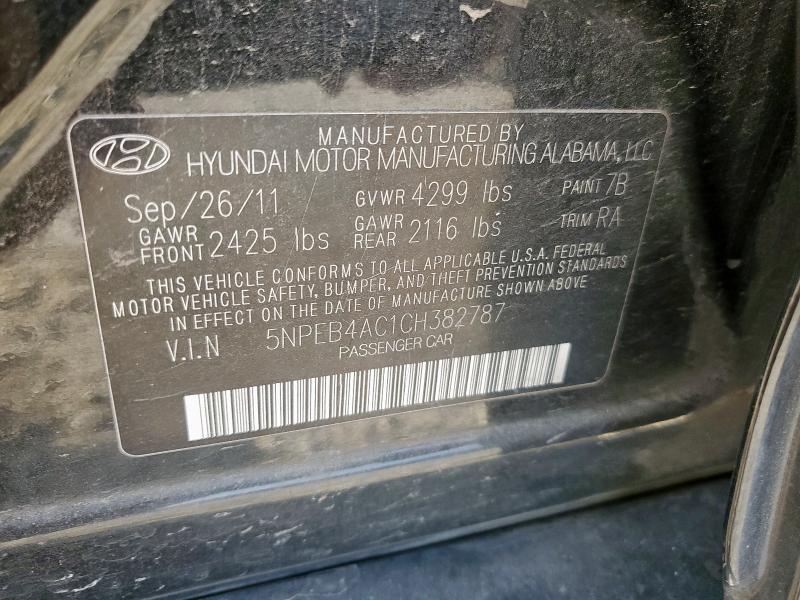 MANUFACTURED BY
HYUNDAI MOTOR MANUFACTURING ALABAMA, LLC
Sep/26/11 GVWR 4299 lbs PAINT 7B
GAWR FRONT 2425 lbs GAWR REAR 2116 lbs TRIM RA
THIS VEHICLE CONFORMS TO ALL APPLICABLE U.S.A. FEDERAL
MOTOR VEHICLE SAFETY, BUMPER, AND THEFT PREVENTION STANDARDS
IN EFFECT ON THE DATE OF MANUFACTURE SHOWN ABOVE
V.I.N 5NPEB4AC1CH382787
PASSENGER CAR